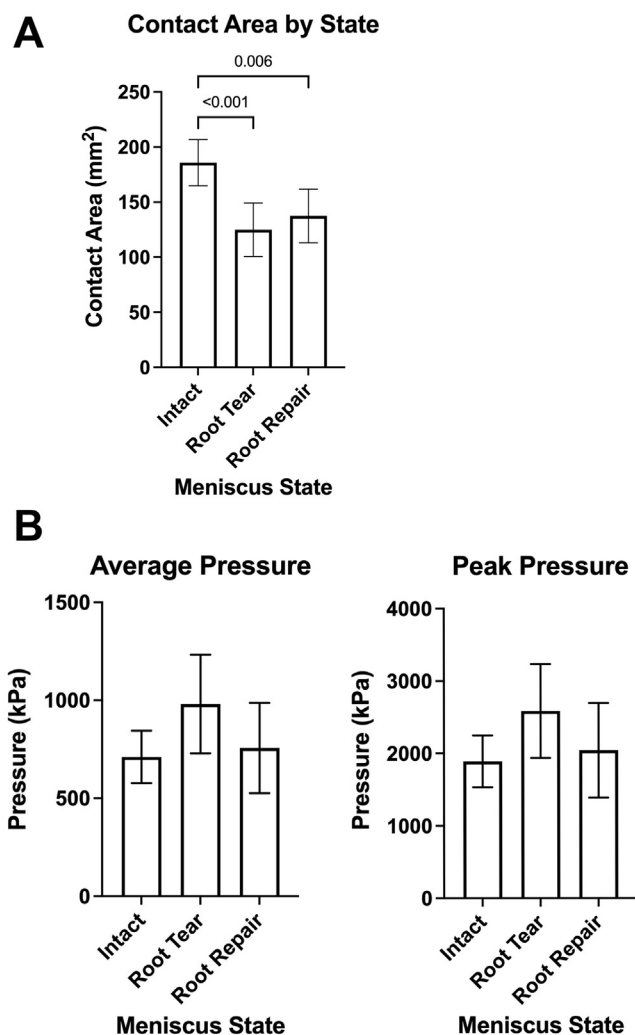 A
Contact Area by State
0.006
<0.001
250
200
150
100
50
0
Contact Area (mm²)
Intact
Root Tear
Root Repair
Meniscus State
B
Average Pressure
1500
1000
500
0
Pressure (kPa)
Intact
Root Tear
Root Repair
Meniscus State
Peak Pressure
4000
3000
2000
1000
0
Pressure (kPa)
Intact
Root Tear
Root Repair
Meniscus State